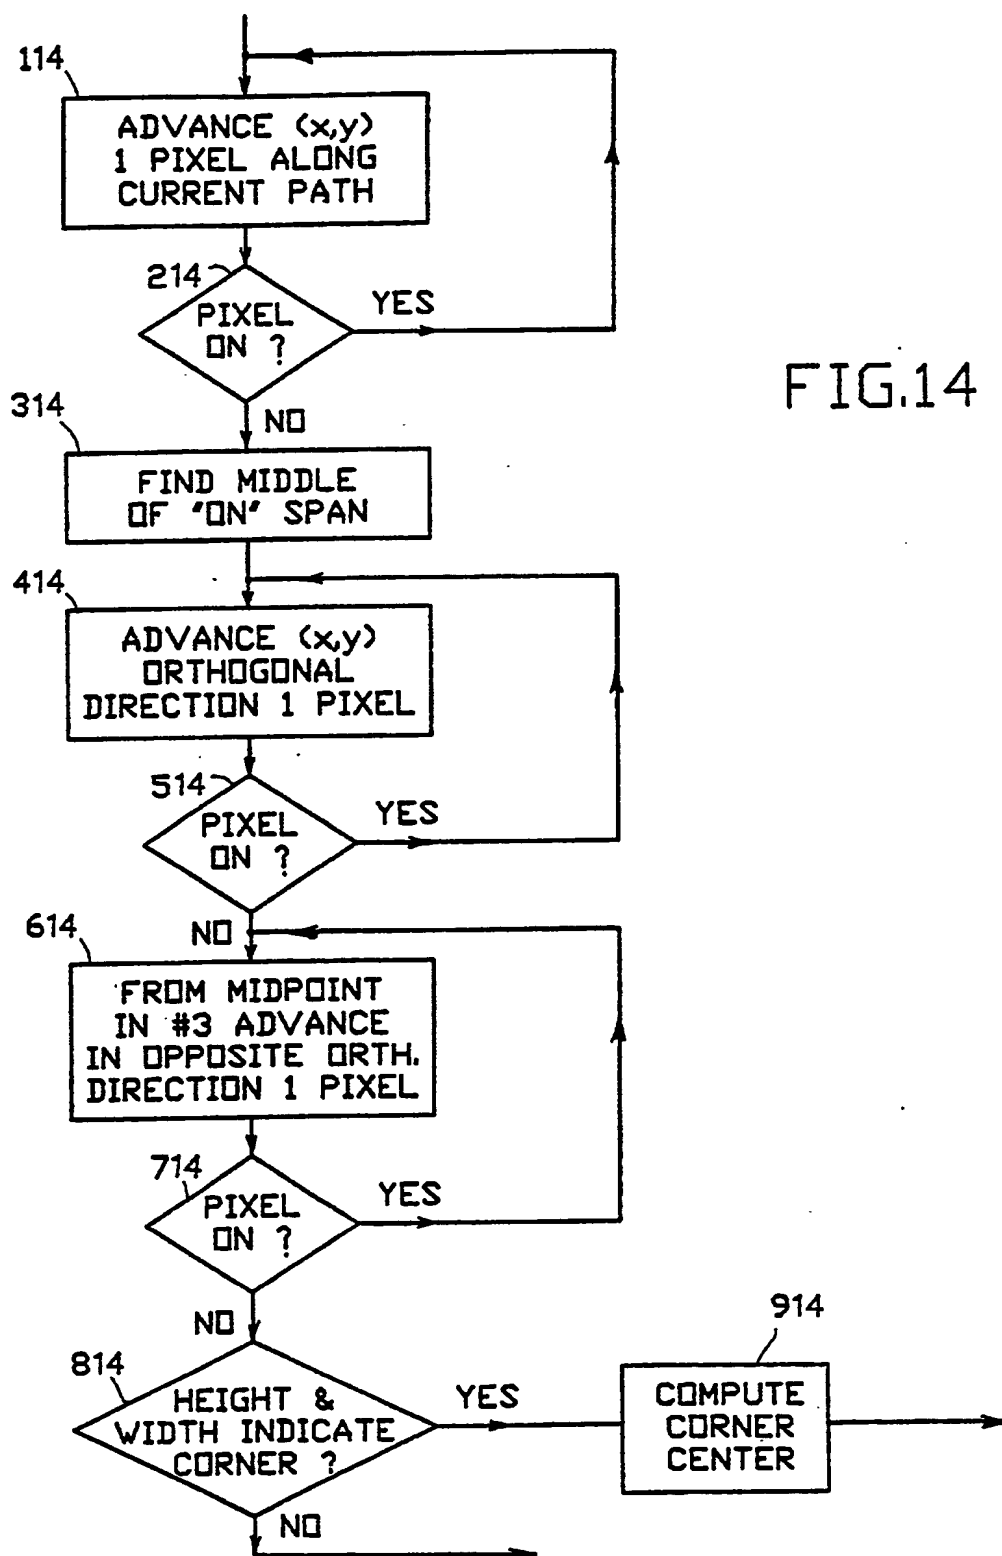 114
ADVANCE (x,y)
1 PIXEL ALONG
CURRENT PATH
214
PIXEL
ON ?
YES
FIG.14
314
NO
FIND MIDDLE
OF "ON" SPAN
414
ADVANCE (x,y)
ORTHOGONAL
DIRECTION 1 PIXEL
514
PIXEL
ON ?
YES
614
NO
FROM MIDPOINT
IN #3 ADVANCE
IN OPPOSITE ORTH.
DIRECTION 1 PIXEL
714
PIXEL
ON ?
YES
NO
814
HEIGHT &
WIDTH INDICATE
CORNER ?
YES
914
COMPUTE
CORNER
CENTER
NO